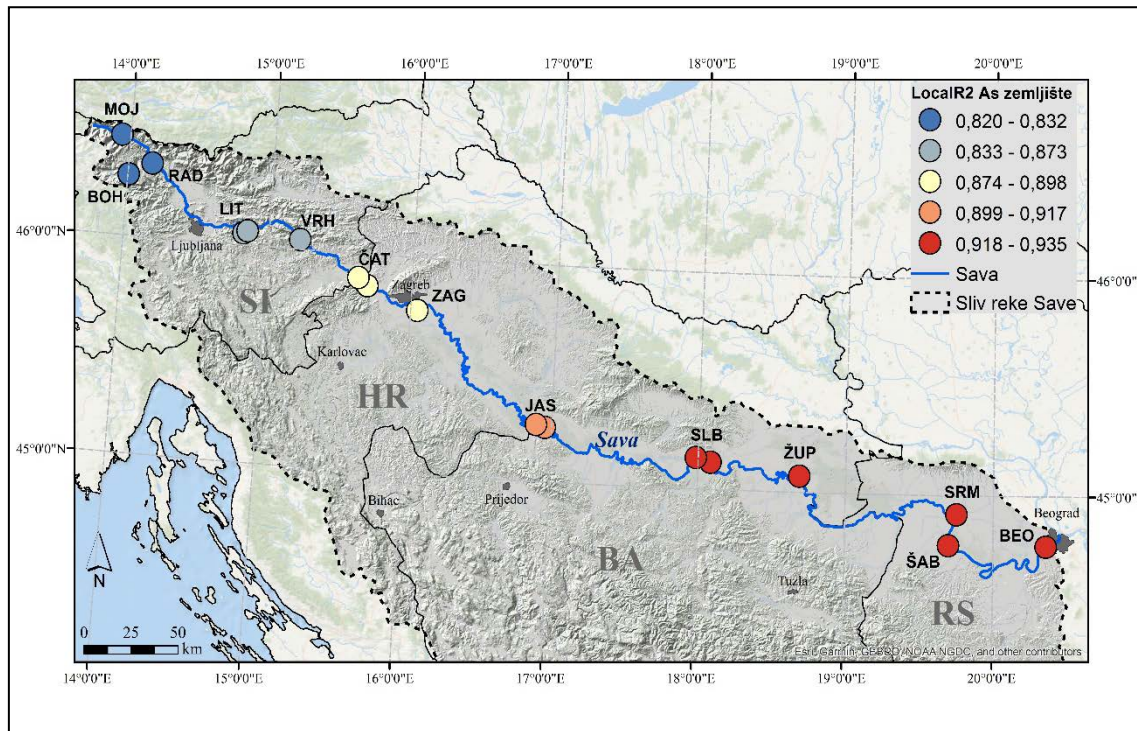 14°0'0"E 15°0'0"E 16°0'0"E 17°0'0"E 18°0'0"E 19°0'0"E 20°0'0"E
LocalR2 As zemljište
0,820 - 0,832
0,833 - 0,873
0,874 - 0,898
0,899 - 0,917
0,918 - 0,935
Sava
Sliv reke Save
MOJ
RAD
BOH
LIT
VRH
46°0'0"N
Ljubljana
ČAT
46°0'0"N
Zagreb
ZAG
SI
Karlovac
HR
JAS
45°0'0"N
Sava
SLB
ŽUP
45°0'0"N
SRM
Beograd
Bihac
Prijedor
BEO
ŠAB
BA
Tuzla
RS
N
0 25 50
km
Esri, Garmin, GEBCO, NOAA NGDC, and other contributors
14°0'0"E 15°0'0"E 16°0'0"E 17°0'0"E 18°0'0"E 19°0'0"E 20°0'0"E